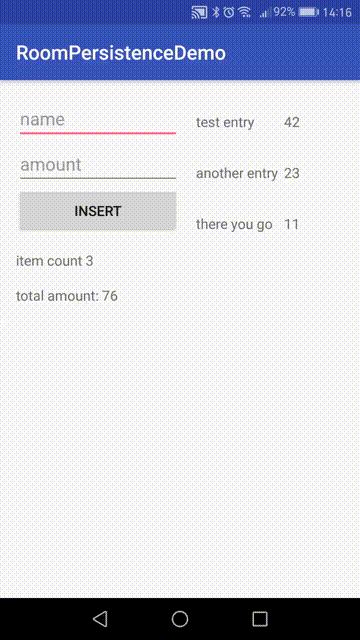 92% 14:16
RoomPersistenceDemo
name
amount
INSERT
item count 3
total amount: 76
test entry 42
another entry 23
there you go 11